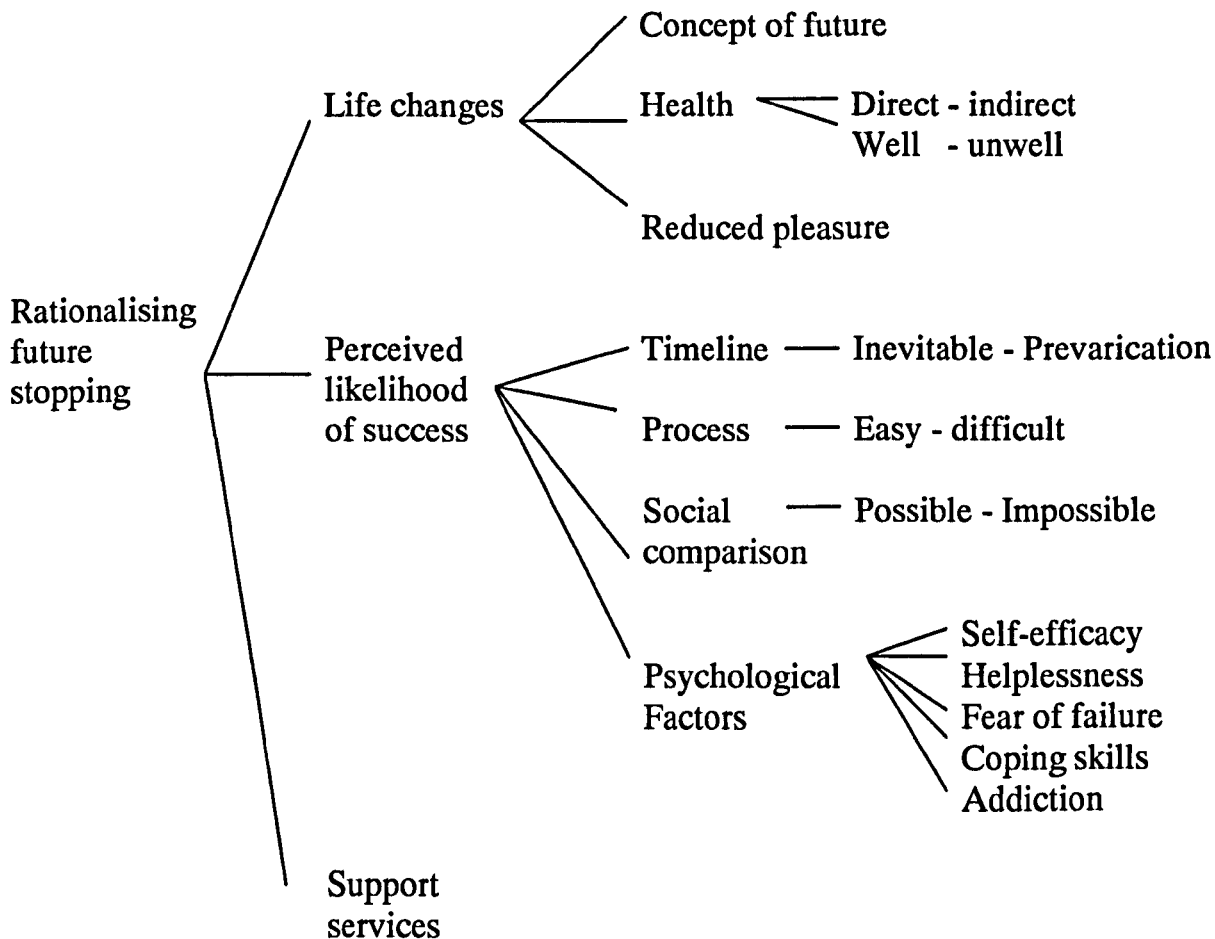 Concept of future
Life changes
Health
Direct - indirect
Well - unwell
Reduced pleasure
Rationalising
future
stopping
Perceived
likelihood
of success
Timeline
Inevitable - Prevarication
Process
Easy - difficult
Social
comparison
Possible - Impossible
Psychological
Factors
Self-efficacy
Helplessness
Fear of failure
Coping skills
Addiction
Support
services